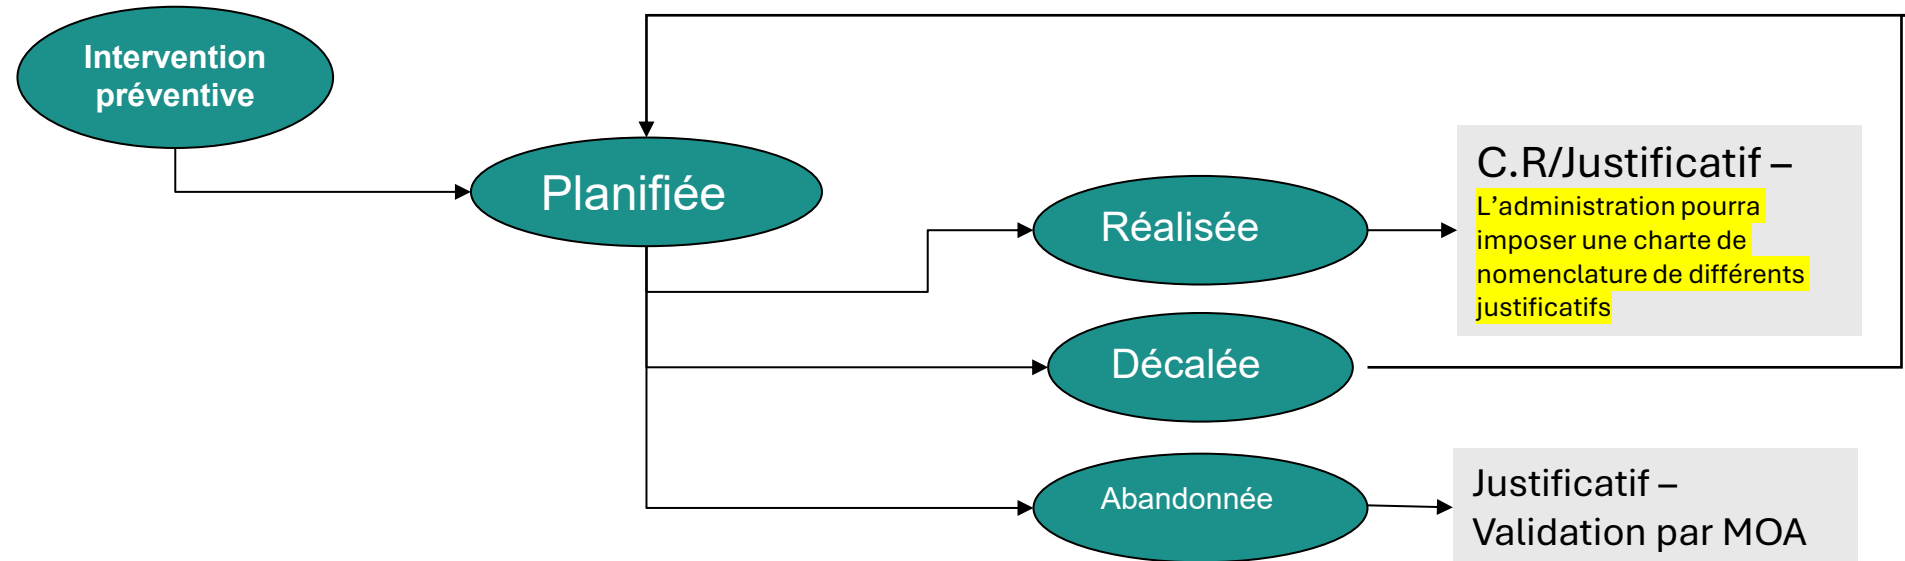 Intervention
préventive
Planifiée
Réalisée
C.R/Justificatif –
L’administration pourra
imposer une charte de
nomenclature de différents
justificatifs
Décalée
Abandonnée
Justificatif –
Validation par MOA